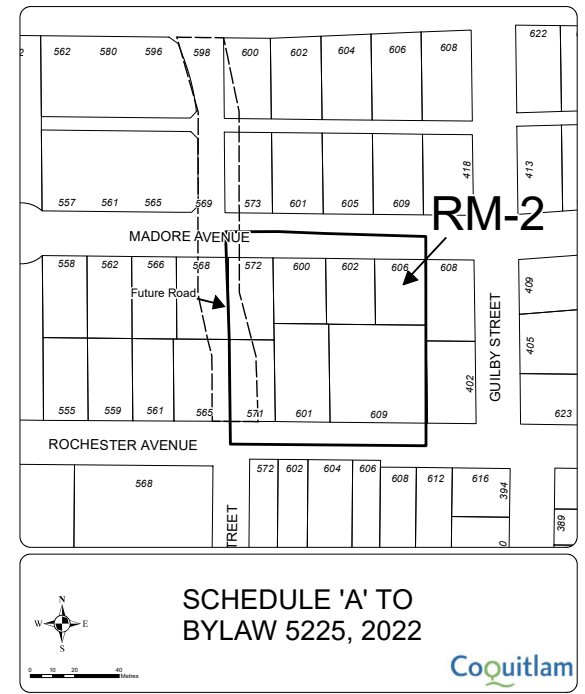 2 562 580 596 598 600 602 604 606 608 622
418 413
557 561 565 569 573 601 605 609
RM-2
MADORE AVENUE
558 562 566 568 572 600 602 606 608
409
Future Road
GUILBY STREET
405
402
555 559 561 565 571 601 609 623
ROCHESTER AVENUE
568 572 602 604 606 608 612 616
394
TREET
389
0
SCHEDULE 'A' TO
BYLAW 5225, 2022
N
W E
S
0 10 20 40
Metres
Coquitlam